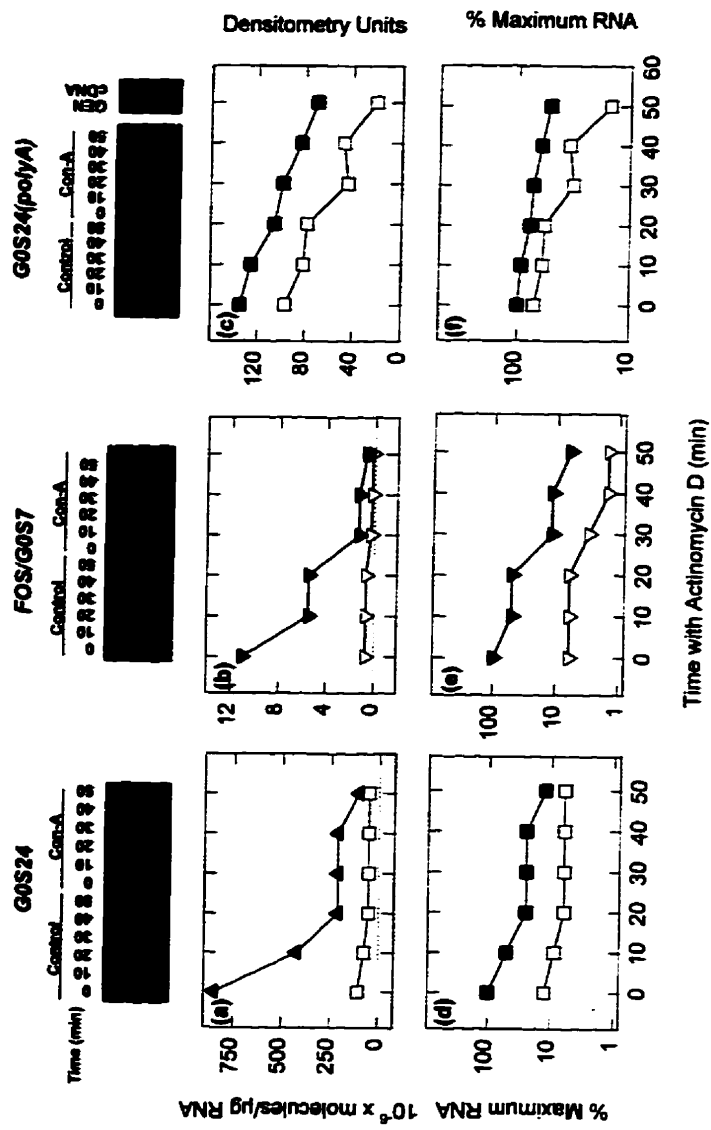 G0S24
FOS/G0S7
G0S24(polyA)
Time (min)
Control Con-A
Control Con-A
Control Con-A
GEN
cDNA
10⁻⁶ x molecules/µg RNA
(a)
750
500
250
0
(b)
12
8
4
0
(c)
120
80
40
0
Densitometry Units
% Maximum RNA
(d)
100
10
1
0 10 20 30 40 50
(e)
100
10
1
0 10 20 30 40 50
(f)
100
10
0 10 20 30 40 50 60
% Maximum RNA
Time with Actinomycin D (min)